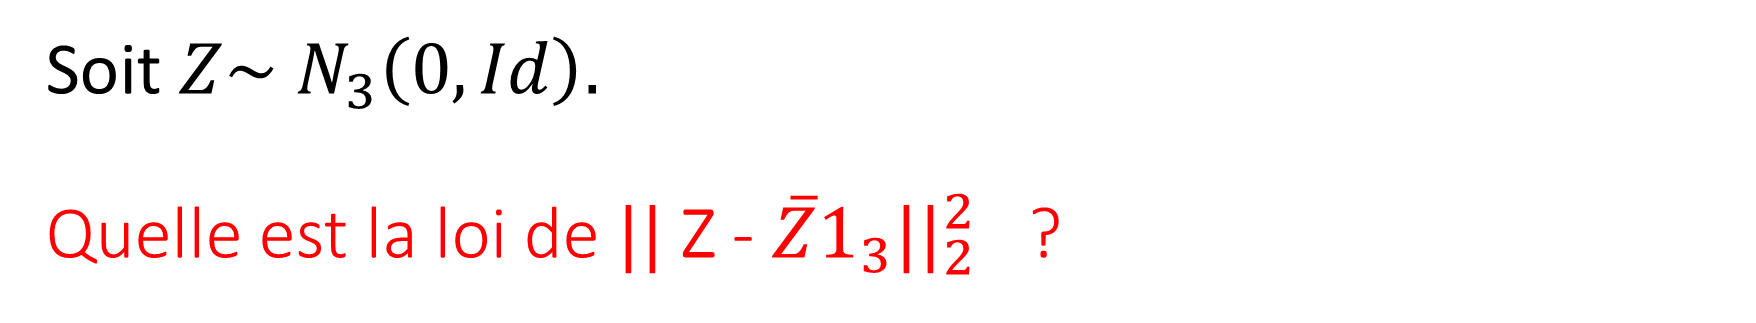 Soit 𝑍~ 𝑁₃(0, 𝐼𝑑).
Quelle est la loi de || Z - 𝑍̅1₃||₂² ?